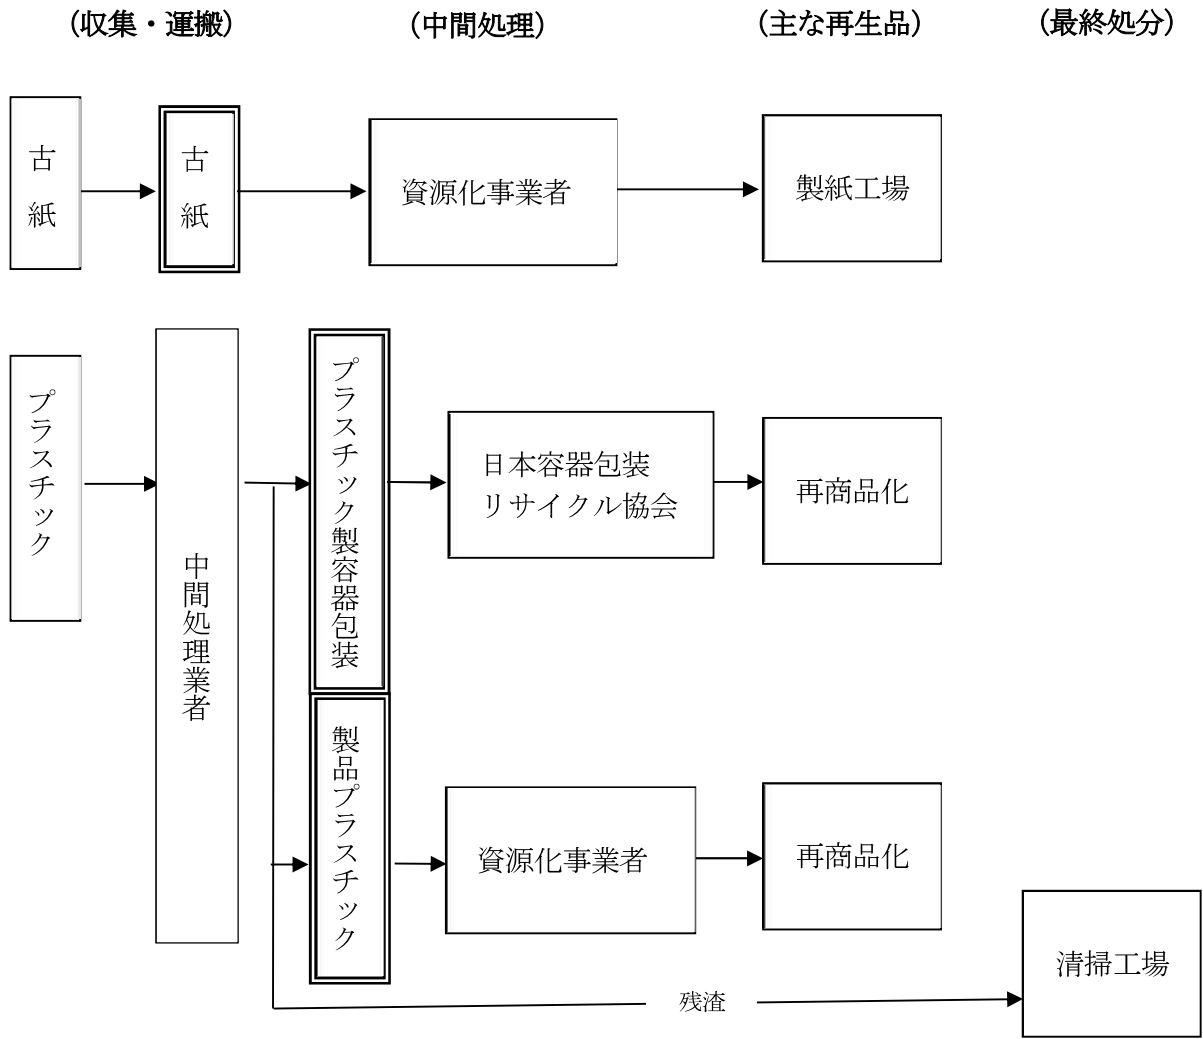 （収集・運搬）
（中間処理）
（主な再生品）
（最終処分）
古紙
古紙
資源化事業者
製紙工場
プラスチック
中間処理業者
プラスチック製容器包装
日本容器包装
リサイクル協会
再商品化
製品プラスチック
資源化事業者
再商品化
清掃工場
残渣